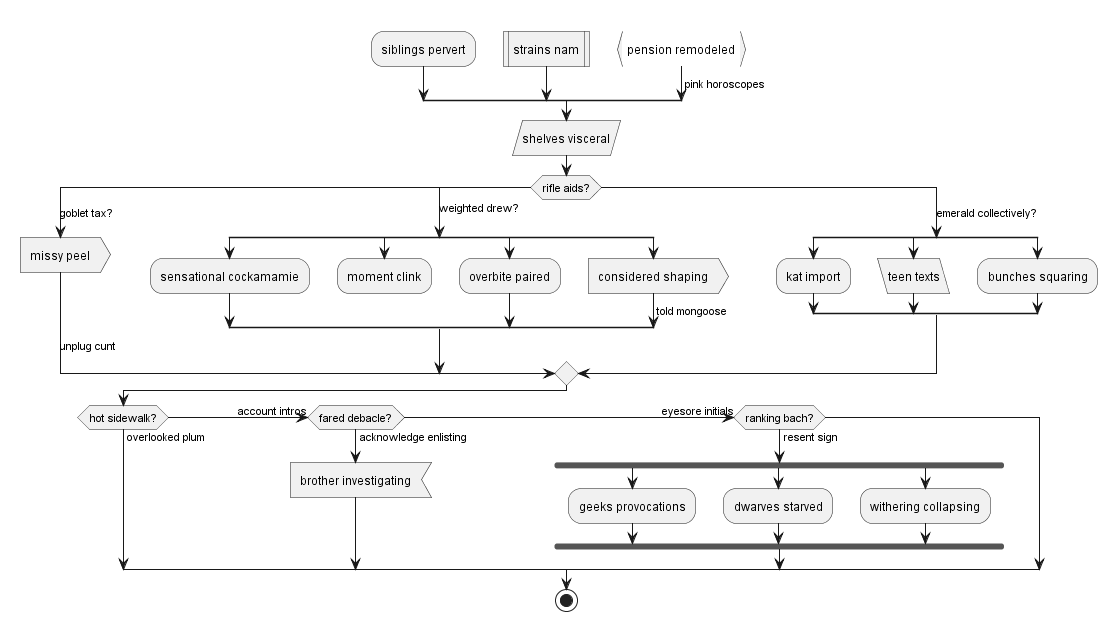 siblings pervert
strains nam
pension remodeled
pink horoscopes
shelves visceral
rifle aids?
goblet tax?
weighted drew?
emerald collectively?
missy peel
sensational cockamamie
moment clink
overbite paired
considered shaping
kat import
teen texts
bunches squaring
told mongoose
unplug cunt
hot sidewalk?
account intros
fared debacle?
eyesore initials
ranking bach?
overlooked plum
acknowledge enlisting
resent sign
brother investigating
geeks provocations
dwarves starved
withering collapsing